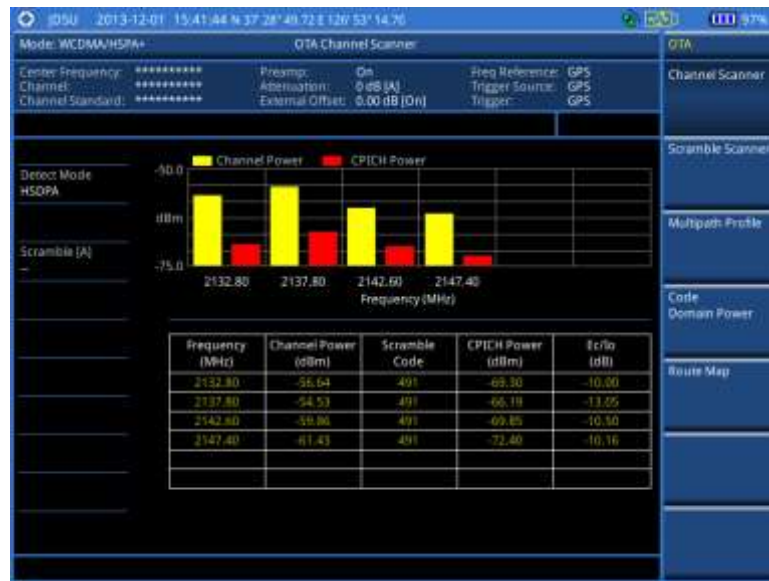 JDSU 2013-12-01 15:41:44 N 37° 28' 49.72 E 126° 53' 14.76 97%
Mode: WCDMA/HSPA+ OTA Channel Scanner OTA
Center Frequency: ********** Preamp: On Freq Reference: GPS
Channel: ********** Attenuation: 0 dB [A] Trigger Source: GPS
Channel Standard: ********** External Offset: 0.00 dB [On] Trigger: GPS
Channel Scanner
Scramble Scanner
Multipath Profile
Code
Domain Power
Route Map
Detect Mode
HSDPA
Scramble [A]
--
Channel Power CPICH Power
-50.0
dBm
-75.0
2132.80 2137.80 2142.60 2147.40
Frequency (MHz)
Frequency (MHz) Channel Power (dBm) Scramble Code CPICH Power (dBm) Ec/Io (dB)
2132.80 -56.64 491 -69.30 -10.00
2137.80 -54.53 491 -66.19 -13.05
2142.60 -59.86 491 -69.85 -10.50
2147.40 -61.43 491 -72.40 -10.16